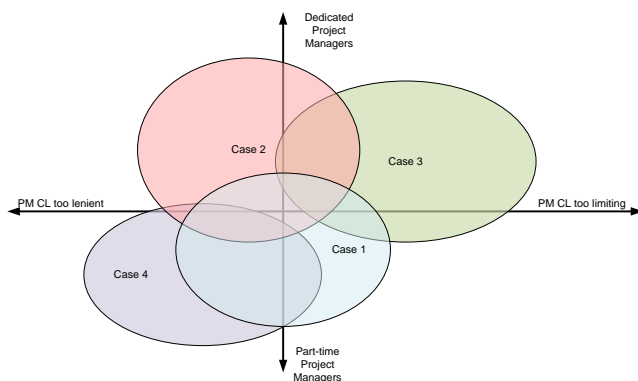 Dedicated
Project
Managers
Case 2
Case 3
PM CL too lenient
PM CL too limiting
Case 1
Case 4
Part-time
Project
Managers